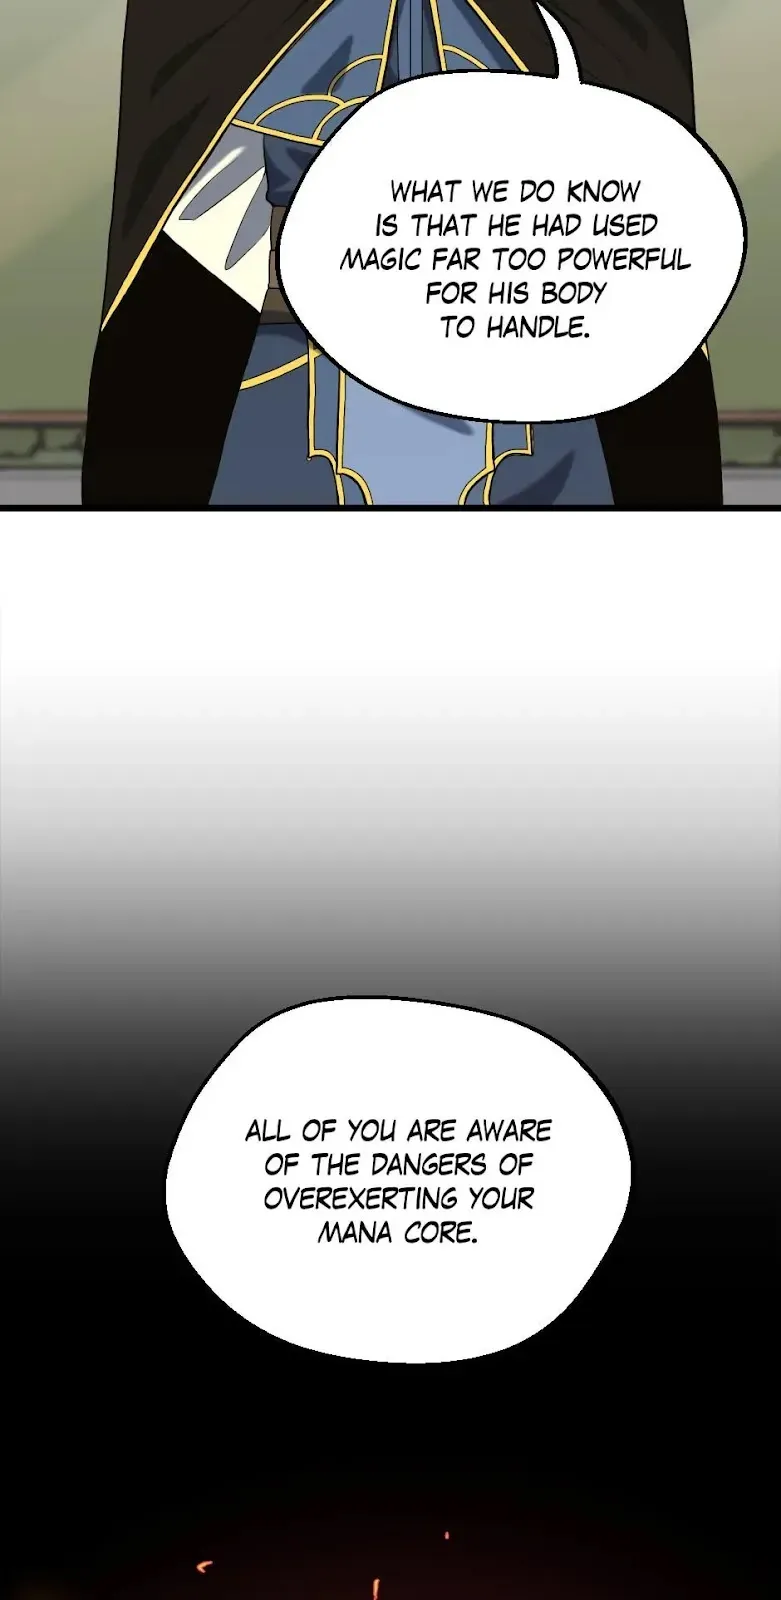 WHAT WE DO KNOW
IS THAT HE HAD USED
MAGIC FAR TOO POWERFUL
FOR HIS BODY
TO HANDLE.
ALL OF YOU ARE AWARE
OF THE DANGERS OF
OVEREXERTING YOUR
MANA CORE.